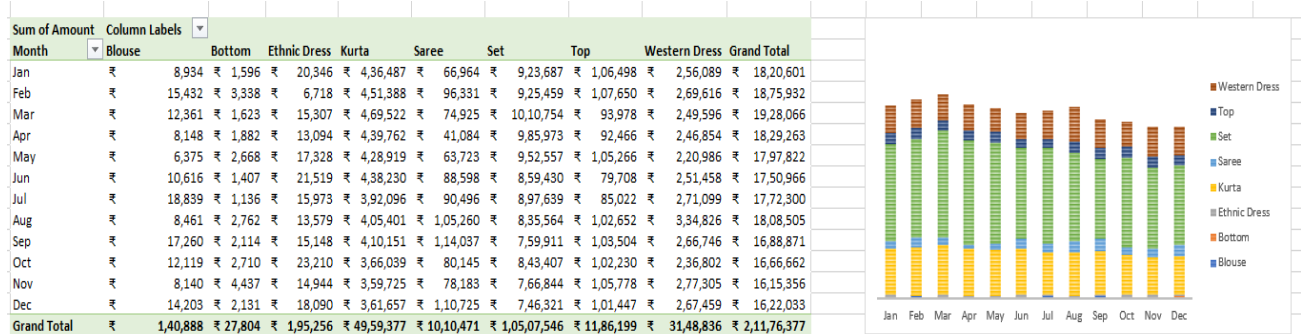 Sum of Amount Column Labels
Month Blouse Bottom Ethnic Dress Kurta Saree Set Top Western Dress Grand Total
Jan ₹ 8,934 ₹ 1,596 ₹ 20,346 ₹ 4,36,487 ₹ 66,964 ₹ 9,23,687 ₹ 1,06,498 ₹ 2,56,089 ₹ 18,20,601
Feb ₹ 15,432 ₹ 3,338 ₹ 6,718 ₹ 4,51,388 ₹ 96,331 ₹ 9,25,459 ₹ 1,07,650 ₹ 2,69,616 ₹ 18,75,932
Mar ₹ 12,361 ₹ 1,623 ₹ 15,307 ₹ 4,69,522 ₹ 74,925 ₹ 10,10,754 ₹ 93,978 ₹ 2,49,596 ₹ 19,28,066
Apr ₹ 8,148 ₹ 1,882 ₹ 13,094 ₹ 4,39,762 ₹ 41,084 ₹ 9,85,973 ₹ 92,466 ₹ 2,46,854 ₹ 18,29,263
May ₹ 6,375 ₹ 2,668 ₹ 17,328 ₹ 4,28,919 ₹ 63,723 ₹ 9,52,557 ₹ 1,05,266 ₹ 2,20,986 ₹ 17,97,822
Jun ₹ 10,616 ₹ 1,407 ₹ 21,519 ₹ 4,38,230 ₹ 88,598 ₹ 8,59,430 ₹ 79,708 ₹ 2,51,458 ₹ 17,50,966
Jul ₹ 18,839 ₹ 1,136 ₹ 15,973 ₹ 3,92,096 ₹ 90,496 ₹ 8,97,639 ₹ 85,022 ₹ 2,71,099 ₹ 17,72,300
Aug ₹ 8,461 ₹ 2,762 ₹ 13,579 ₹ 4,05,401 ₹ 1,05,260 ₹ 8,35,564 ₹ 1,02,652 ₹ 3,34,826 ₹ 18,08,505
Sep ₹ 17,260 ₹ 2,114 ₹ 15,148 ₹ 4,10,151 ₹ 1,14,037 ₹ 7,59,911 ₹ 1,03,504 ₹ 2,66,746 ₹ 16,88,871
Oct ₹ 12,119 ₹ 2,710 ₹ 23,210 ₹ 3,66,039 ₹ 80,145 ₹ 8,43,407 ₹ 1,02,230 ₹ 2,36,802 ₹ 16,66,662
Nov ₹ 8,140 ₹ 4,437 ₹ 14,944 ₹ 3,59,725 ₹ 78,183 ₹ 7,66,844 ₹ 1,05,778 ₹ 2,77,305 ₹ 16,15,356
Dec ₹ 14,203 ₹ 2,131 ₹ 18,090 ₹ 3,61,657 ₹ 1,10,725 ₹ 7,46,321 ₹ 1,01,447 ₹ 2,67,459 ₹ 16,22,033
Grand Total ₹ 1,40,888 ₹ 27,804 ₹ 1,95,256 ₹ 49,59,377 ₹ 10,10,471 ₹ 1,05,07,546 ₹ 11,86,199 ₹ 31,48,836 ₹ 2,11,76,377
Western Dress
Top
Set
Saree
Kurta
Ethnic Dress
Bottom
Blouse
Jan Feb Mar Apr May Jun Jul Aug Sep Oct Nov Dec